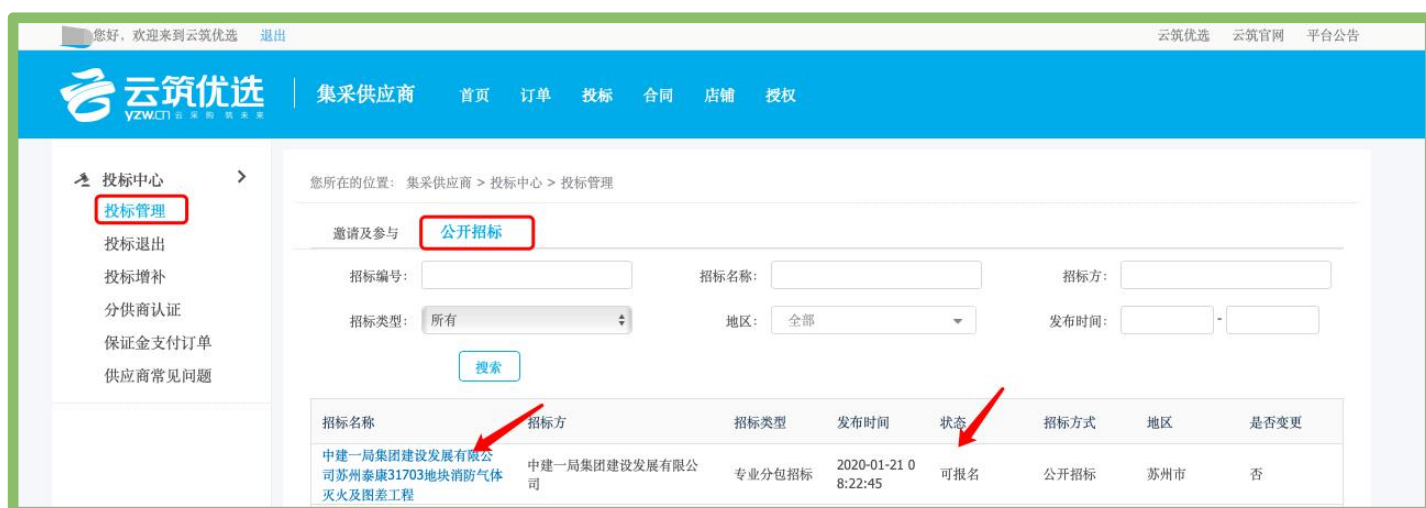 您好，欢迎来到云筑优选 退出 云筑优选 云筑官网 平台公告
云筑优选 集采供应商 首页 订单 投标 合同 店铺 授权
yzw.cn 云采购 筑未来
投标中心
投标管理
投标退出
投标增补
分供商认证
保证金支付订单
供应商常见问题
您所在的位置： 集采供应商 > 投标中心 > 投标管理
邀请及参与 公开招标
招标编号： 招标名称： 招标方：
招标类型： 所有 地区： 全部 发布时间： -
搜索
招标名称 招标方 招标类型 发布时间 状态 招标方式 地区 是否变更
中建一局集团建设发展有限公
司苏州泰康31703地块消防气体
灭火及图差工程
中建一局集团建设发展有限公
司
专业分包招标
2020-01-21 0
8:22:45
可报名
公开招标
苏州市
否